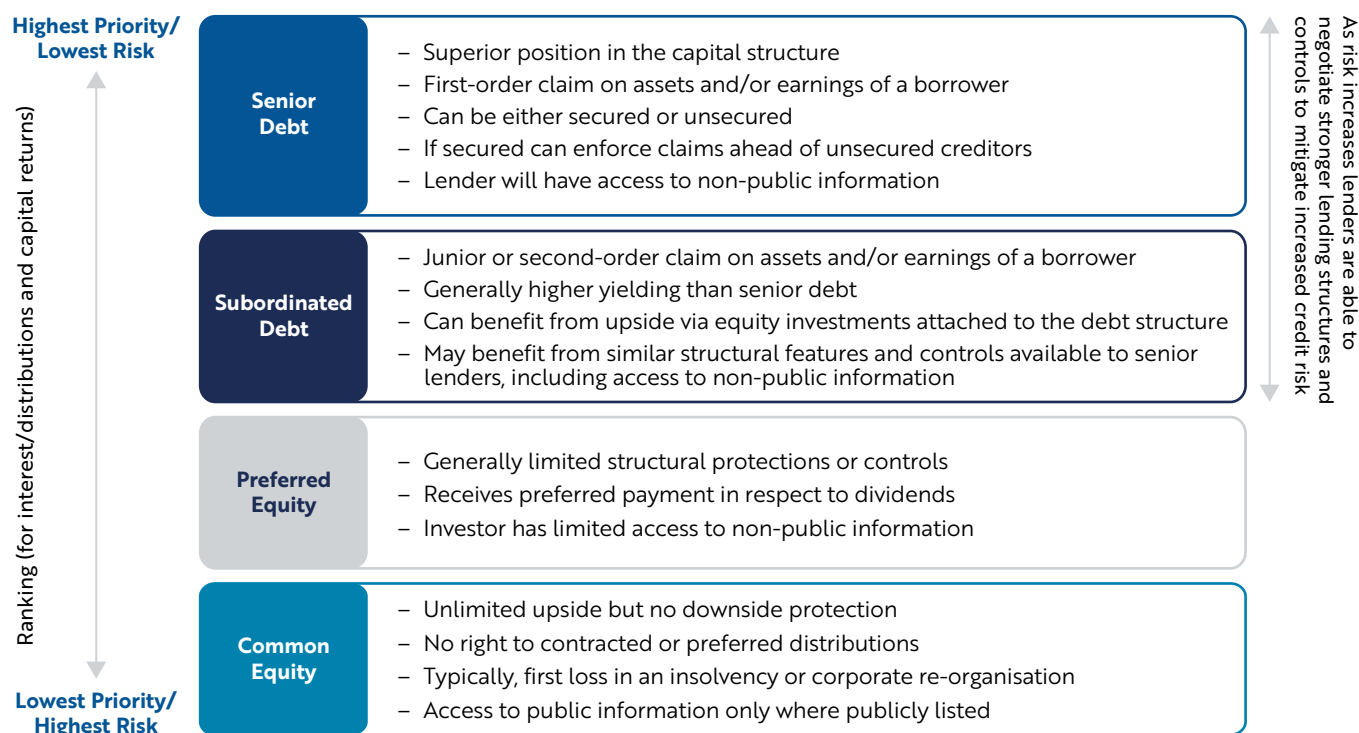 Highest Priority/
Lowest Risk
Ranking (for interest/distributions and capital returns)
Lowest Priority/
Highest Risk
Senior
Debt
– Superior position in the capital structure
– First-order claim on assets and/or earnings of a borrower
– Can be either secured or unsecured
– If secured can enforce claims ahead of unsecured creditors
– Lender will have access to non-public information
Subordinated
Debt
– Junior or second-order claim on assets and/or earnings of a borrower
– Generally higher yielding than senior debt
– Can benefit from upside via equity investments attached to the debt structure
– May benefit from similar structural features and controls available to senior
lenders, including access to non-public information
Preferred
Equity
– Generally limited structural protections or controls
– Receives preferred payment in respect to dividends
– Investor has limited access to non-public information
Common
Equity
– Unlimited upside but no downside protection
– No right to contracted or preferred distributions
– Typically, first loss in an insolvency or corporate re-organisation
– Access to public information only where publicly listed
As risk increases lenders are able to
negotiate stronger lending structures and
controls to mitigate increased credit risk